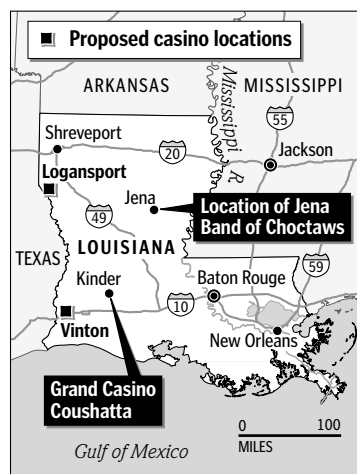 Proposed casino locations
ARKANSAS
MISSISSIPPI
Mississippi R.
55
Shreveport
20
Jackson
Logansport
Jena
Location of Jena
Band of Choctaws
49
LOUISIANA
TEXAS
59
Kinder
Baton Rouge
10
Vinton
New Orleans
Grand Casino
Coushatta
0 100
MILES
Gulf of Mexico